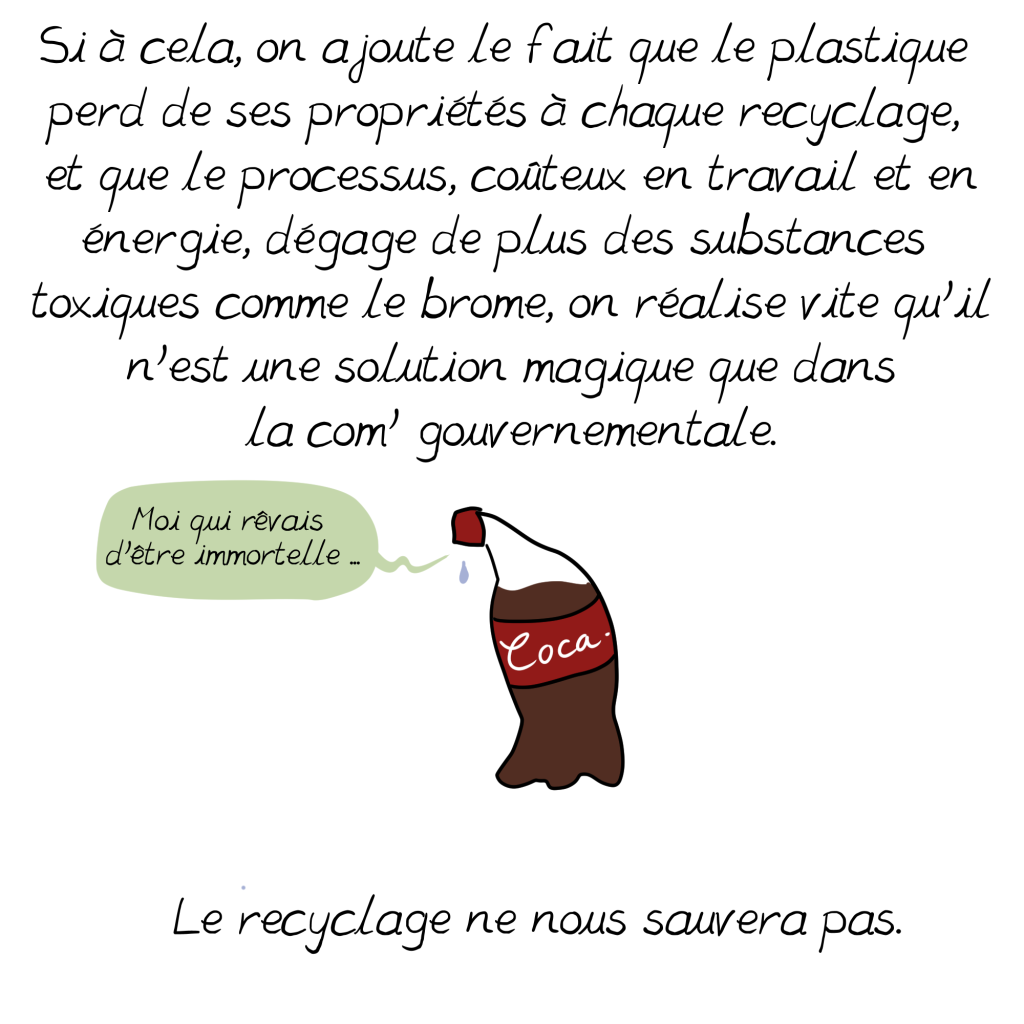 Si à cela, on ajoute le fait que le plastique
perd de ses propriétés à chaque recyclage,
et que le processus, coûteux en travail et en
énergie, dégage de plus des substances
toxiques comme le brome, on réalise vite qu'il
n'est une solution magique que dans
la com' gouvernementale.
Moi qui rêvais
d'être immortelle ...
Coca-
Le recyclage ne nous sauvera pas.